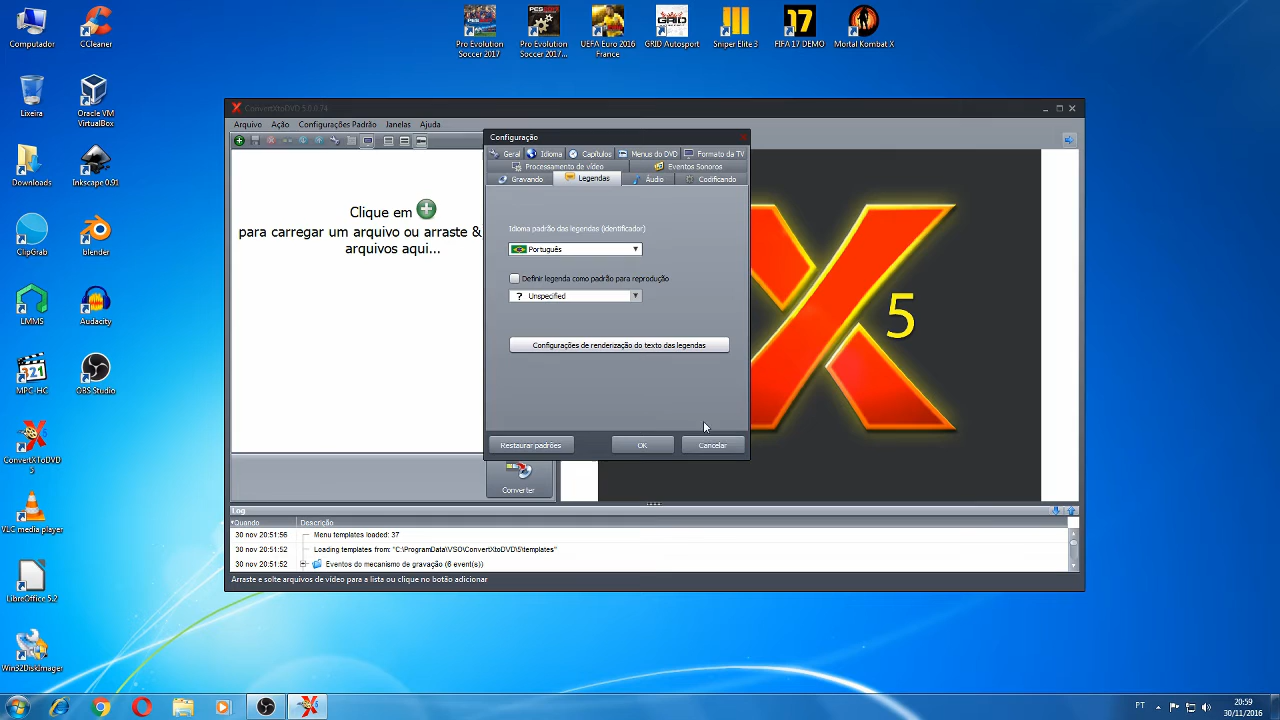 Computador
CCleaner
Pro Evolution
Soccer 2017
Pro Evolution
Soccer 2017...
UEFA Euro 2016
France
GRID Autosport
Sniper Elite 3
FIFA 17 DEMO
Mortal Kombat X
Lixeira
Oracle VM
VirtualBox
Downloads
Inkscape 0.91
ClipGrab
blender
LMMS
Audacity
MPC-HC
OBS Studio
ConvertXToDVD
5
VLC media player
LibreOffice 5.2
Win32DiskImager
ConvertXtoDVD 5.0.0.74
Arquivo Ação Configurações Padrão Janelas Ajuda
Clique em
para carregar um arquivo ou arraste &
arquivos aqui...
Configuração
Geral Idioma Capítulos Menus do DVD Formato da TV
Processamento de vídeo Eventos Sonoros
Gravando Legendas Áudio Codificando
Idioma padrão das legendas (identificador)
Português
Definir legenda como padrão para reprodução
? Unspecified
Configurações de renderização do texto das legendas
Restaurar padrões OK Cancelar
Converter
X 5
Log
Quando Descrição
30 nov 20:51:56 Menu templates loaded: 37
30 nov 20:51:52 Loading templates from: "C:\ProgramData\VSO\ConvertXtoDVD\5\templates"
30 nov 20:51:52 Eventos do mecanismo de gravação (6 event(s))
Arraste e solte arquivos de vídeo para a lista ou clique no botão adicionar
PT
20:59
30/11/2016